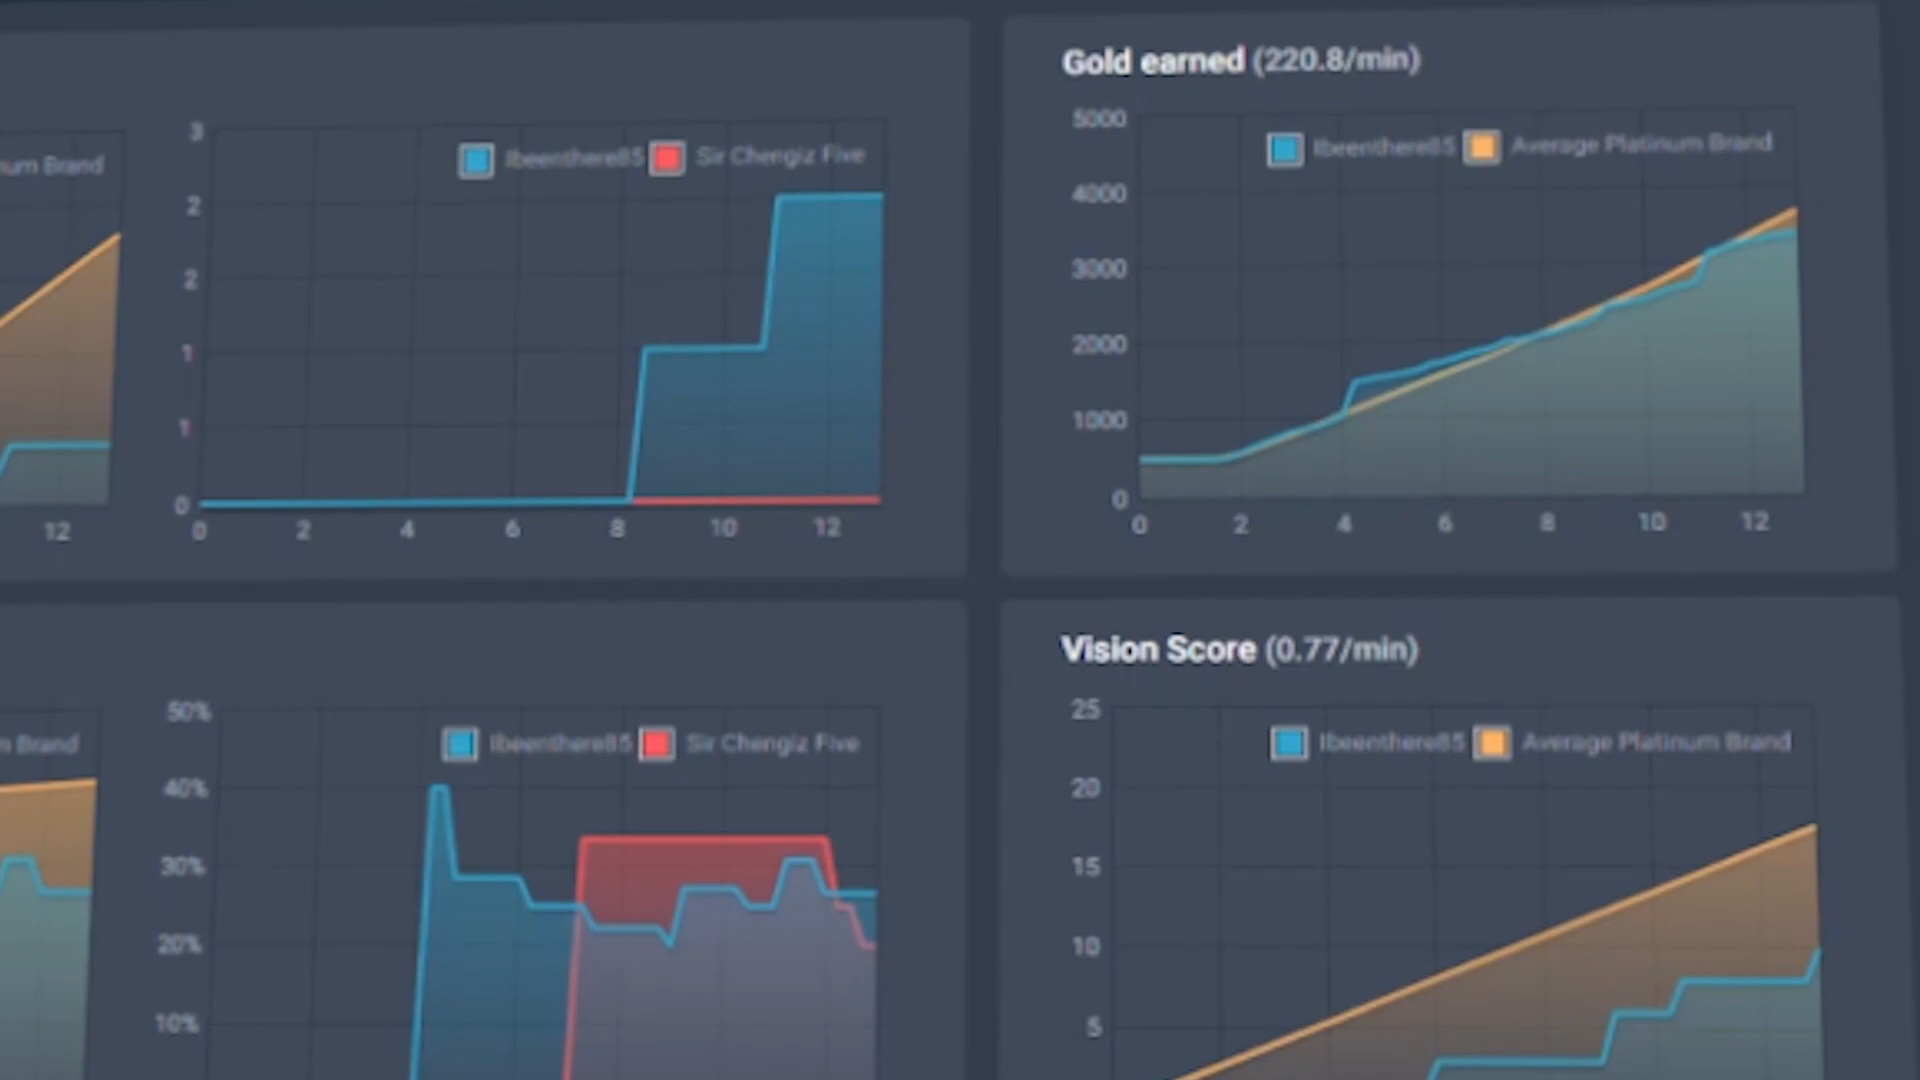 Gold earned (220.8/min)
num Brand
3
2
2
1
1
0
0 2 4 6 8 10 12
12
Ibeenthere85 Sir Chengiz Five
5000
4000
3000
2000
1000
0
0 2 4 6 8 10 12
Ibeenthere85 Average Platinum Brand
m Brand
50%
40%
30%
20%
10%
Ibeenthere85 Sir Chengiz Five
Vision Score (0.77/min)
25
20
15
10
5
Ibeenthere85 Average Platinum Brand